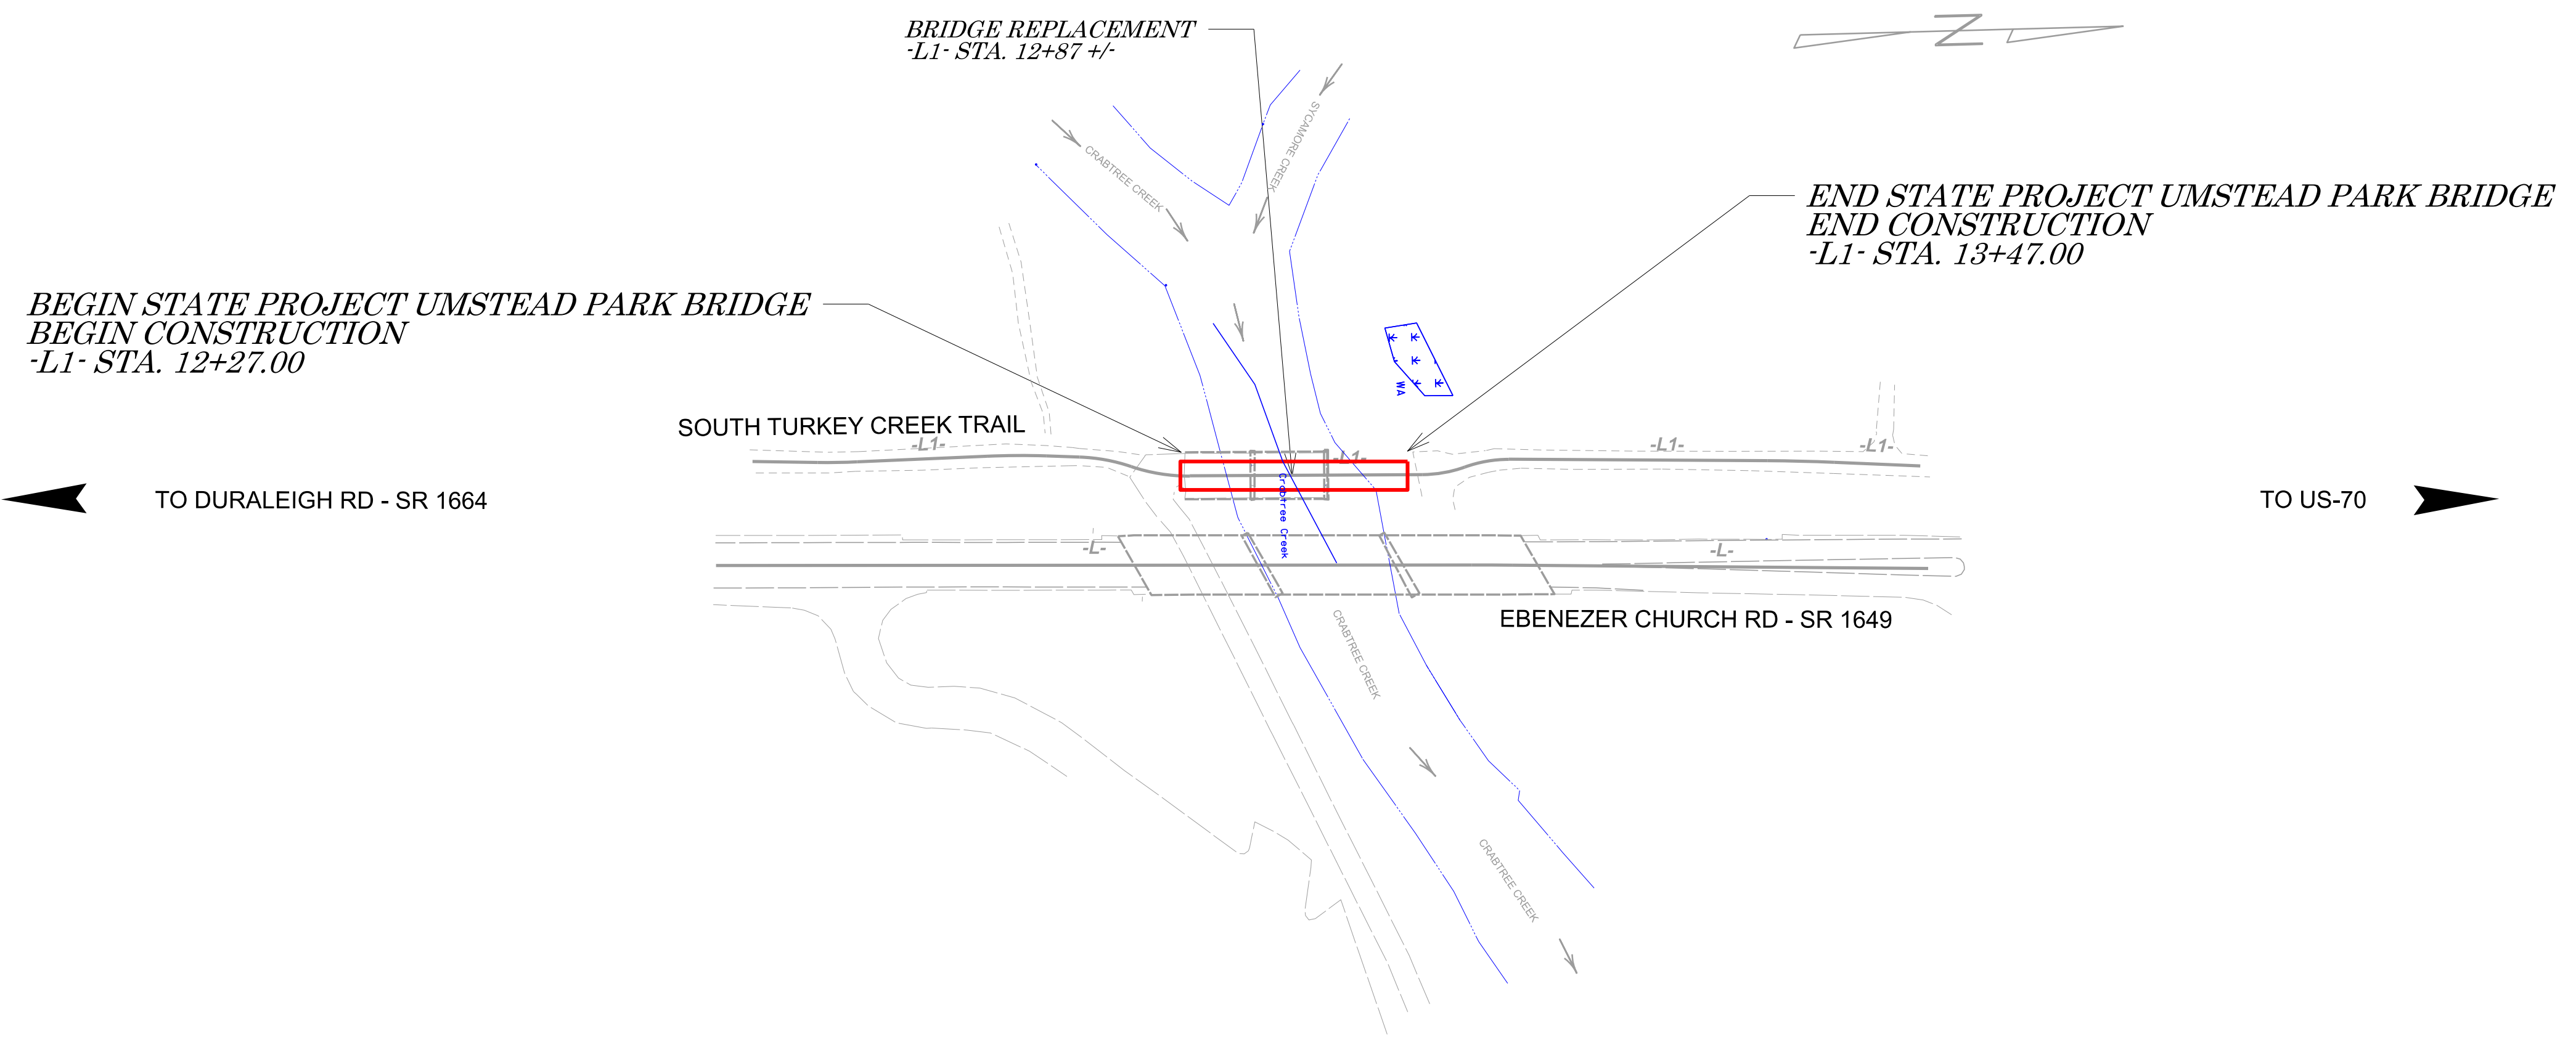 BRIDGE REPLACEMENT
-L1- STA. 12+87 +/-
Z
SYCAMORE CREEK
CRABTREE CREEK
END STATE PROJECT UMSTEAD PARK BRIDGE
END CONSTRUCTION
-L1- STA. 13+47.00
BEGIN STATE PROJECT UMSTEAD PARK BRIDGE
BEGIN CONSTRUCTION
-L1- STA. 12+27.00
WA
SOUTH TURKEY CREEK TRAIL
-L1-
-L1-
-L1-
-L1-
TO DURALEIGH RD - SR 1664
Crabtree Creek
TO US-70
-L-
-L-
EBENEZER CHURCH RD - SR 1649
CRABTREE CREEK
CRABTREE CREEK